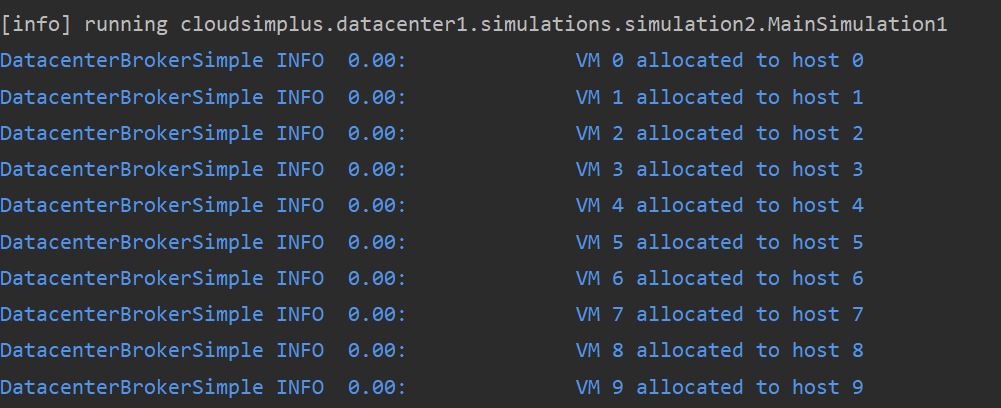 [info] running cloudsimplus.datacenter1.simulations.simulation2.MainSimulation1
DatacenterBrokerSimple INFO  0.00:              VM 0 allocated to host 0
DatacenterBrokerSimple INFO  0.00:              VM 1 allocated to host 1
DatacenterBrokerSimple INFO  0.00:              VM 2 allocated to host 2
DatacenterBrokerSimple INFO  0.00:              VM 3 allocated to host 3
DatacenterBrokerSimple INFO  0.00:              VM 4 allocated to host 4
DatacenterBrokerSimple INFO  0.00:              VM 5 allocated to host 5
DatacenterBrokerSimple INFO  0.00:              VM 6 allocated to host 6
DatacenterBrokerSimple INFO  0.00:              VM 7 allocated to host 7
DatacenterBrokerSimple INFO  0.00:              VM 8 allocated to host 8
DatacenterBrokerSimple INFO  0.00:              VM 9 allocated to host 9